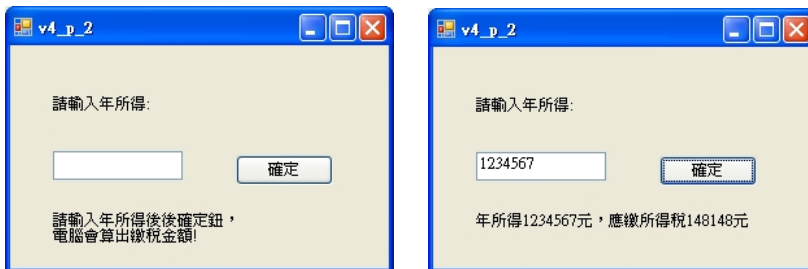 v4_p_2
請輸入年所得:
確定
請輸入年所得後後確定鈕，
電腦會算出繳稅金額!
v4_p_2
請輸入年所得:
1234567
確定
年所得1234567元，應繳所得稅148148元